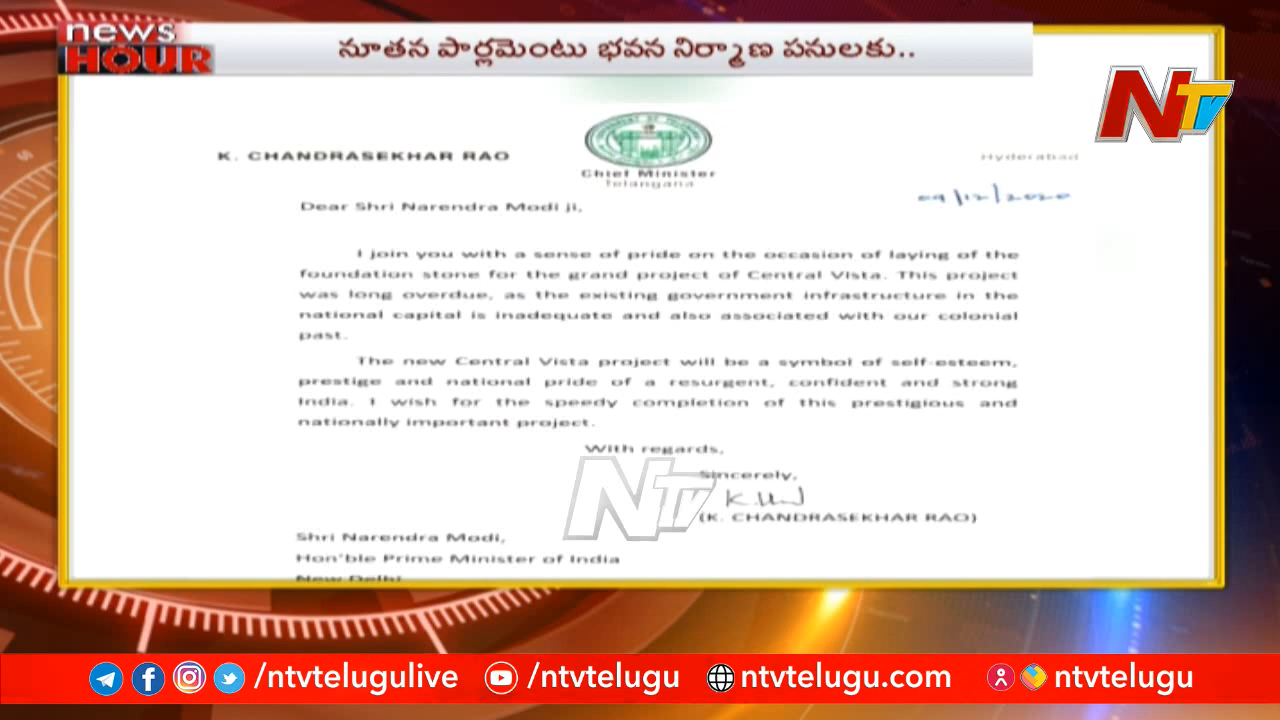 news
HOUR
నూతన పార్లమెంటు భవన నిర్మాణ పనులకు..
NTV
K. CHANDRASEKHAR RAO
Chief Minister
Telangana
Hyderabad
09/12/2020
Dear Shri Narendra Modi ji,
I join you with a sense of pride on the occasion of laying of the
foundation stone for the grand project of Central Vista. This project
was long overdue, as the existing government infrastructure in the
national capital is inadequate and also associated with our colonial
past.
The new Central Vista project will be a symbol of self-esteem,
prestige and national pride of a resurgent, confident and strong
India. I wish for the speedy completion of this prestigious and
nationally important project.
With regards,
Sincerely,
NTV
(K. CHANDRASEKHAR RAO)
Shri Narendra Modi,
Hon'ble Prime Minister of India
New Delhi
/ntvtelugulive /ntvtelugu ntvtelugu.com ntvtelugu